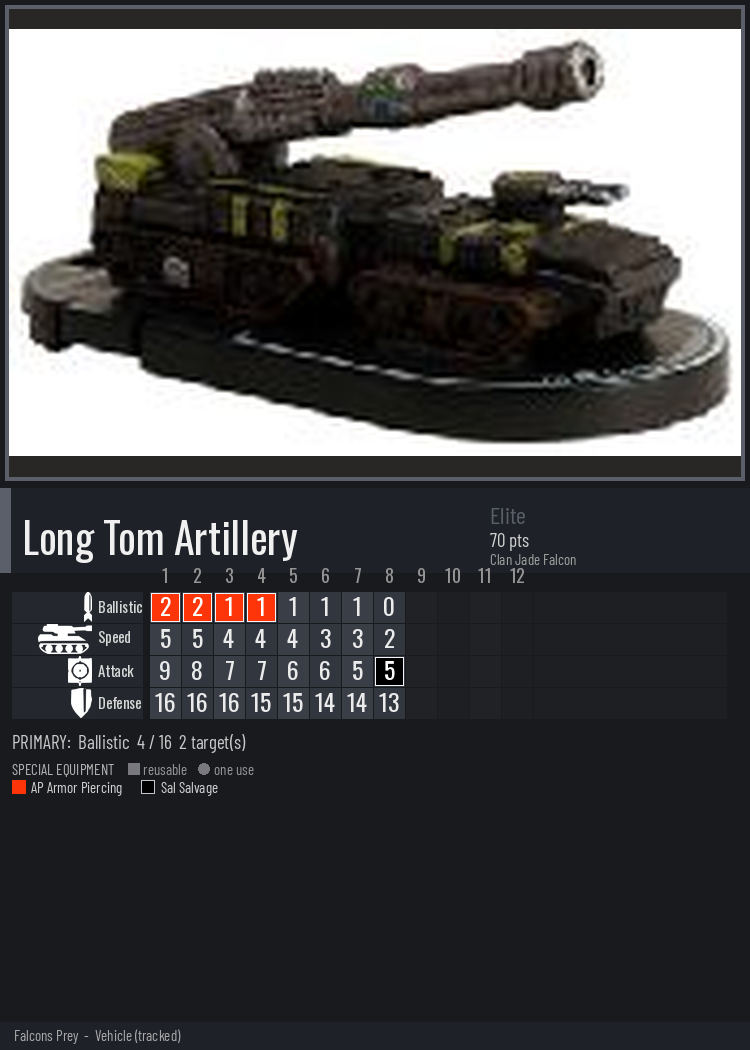 Long Tom Artillery
Elite
70 pts
Clan Jade Falcon
1 2 3 4 5 6 7 8 9 10 11 12
Ballistic 2 2 1 1 1 1 1 0
Speed 5 5 4 4 4 3 3 2
Attack 9 8 7 7 6 6 5 5
Defense 16 16 16 15 15 14 14 13
PRIMARY: Ballistic 4 / 16 2 target(s)
SPECIAL EQUIPMENT reusable one use
AP Armor Piercing Sal Salvage
Falcons Prey - Vehicle (tracked)